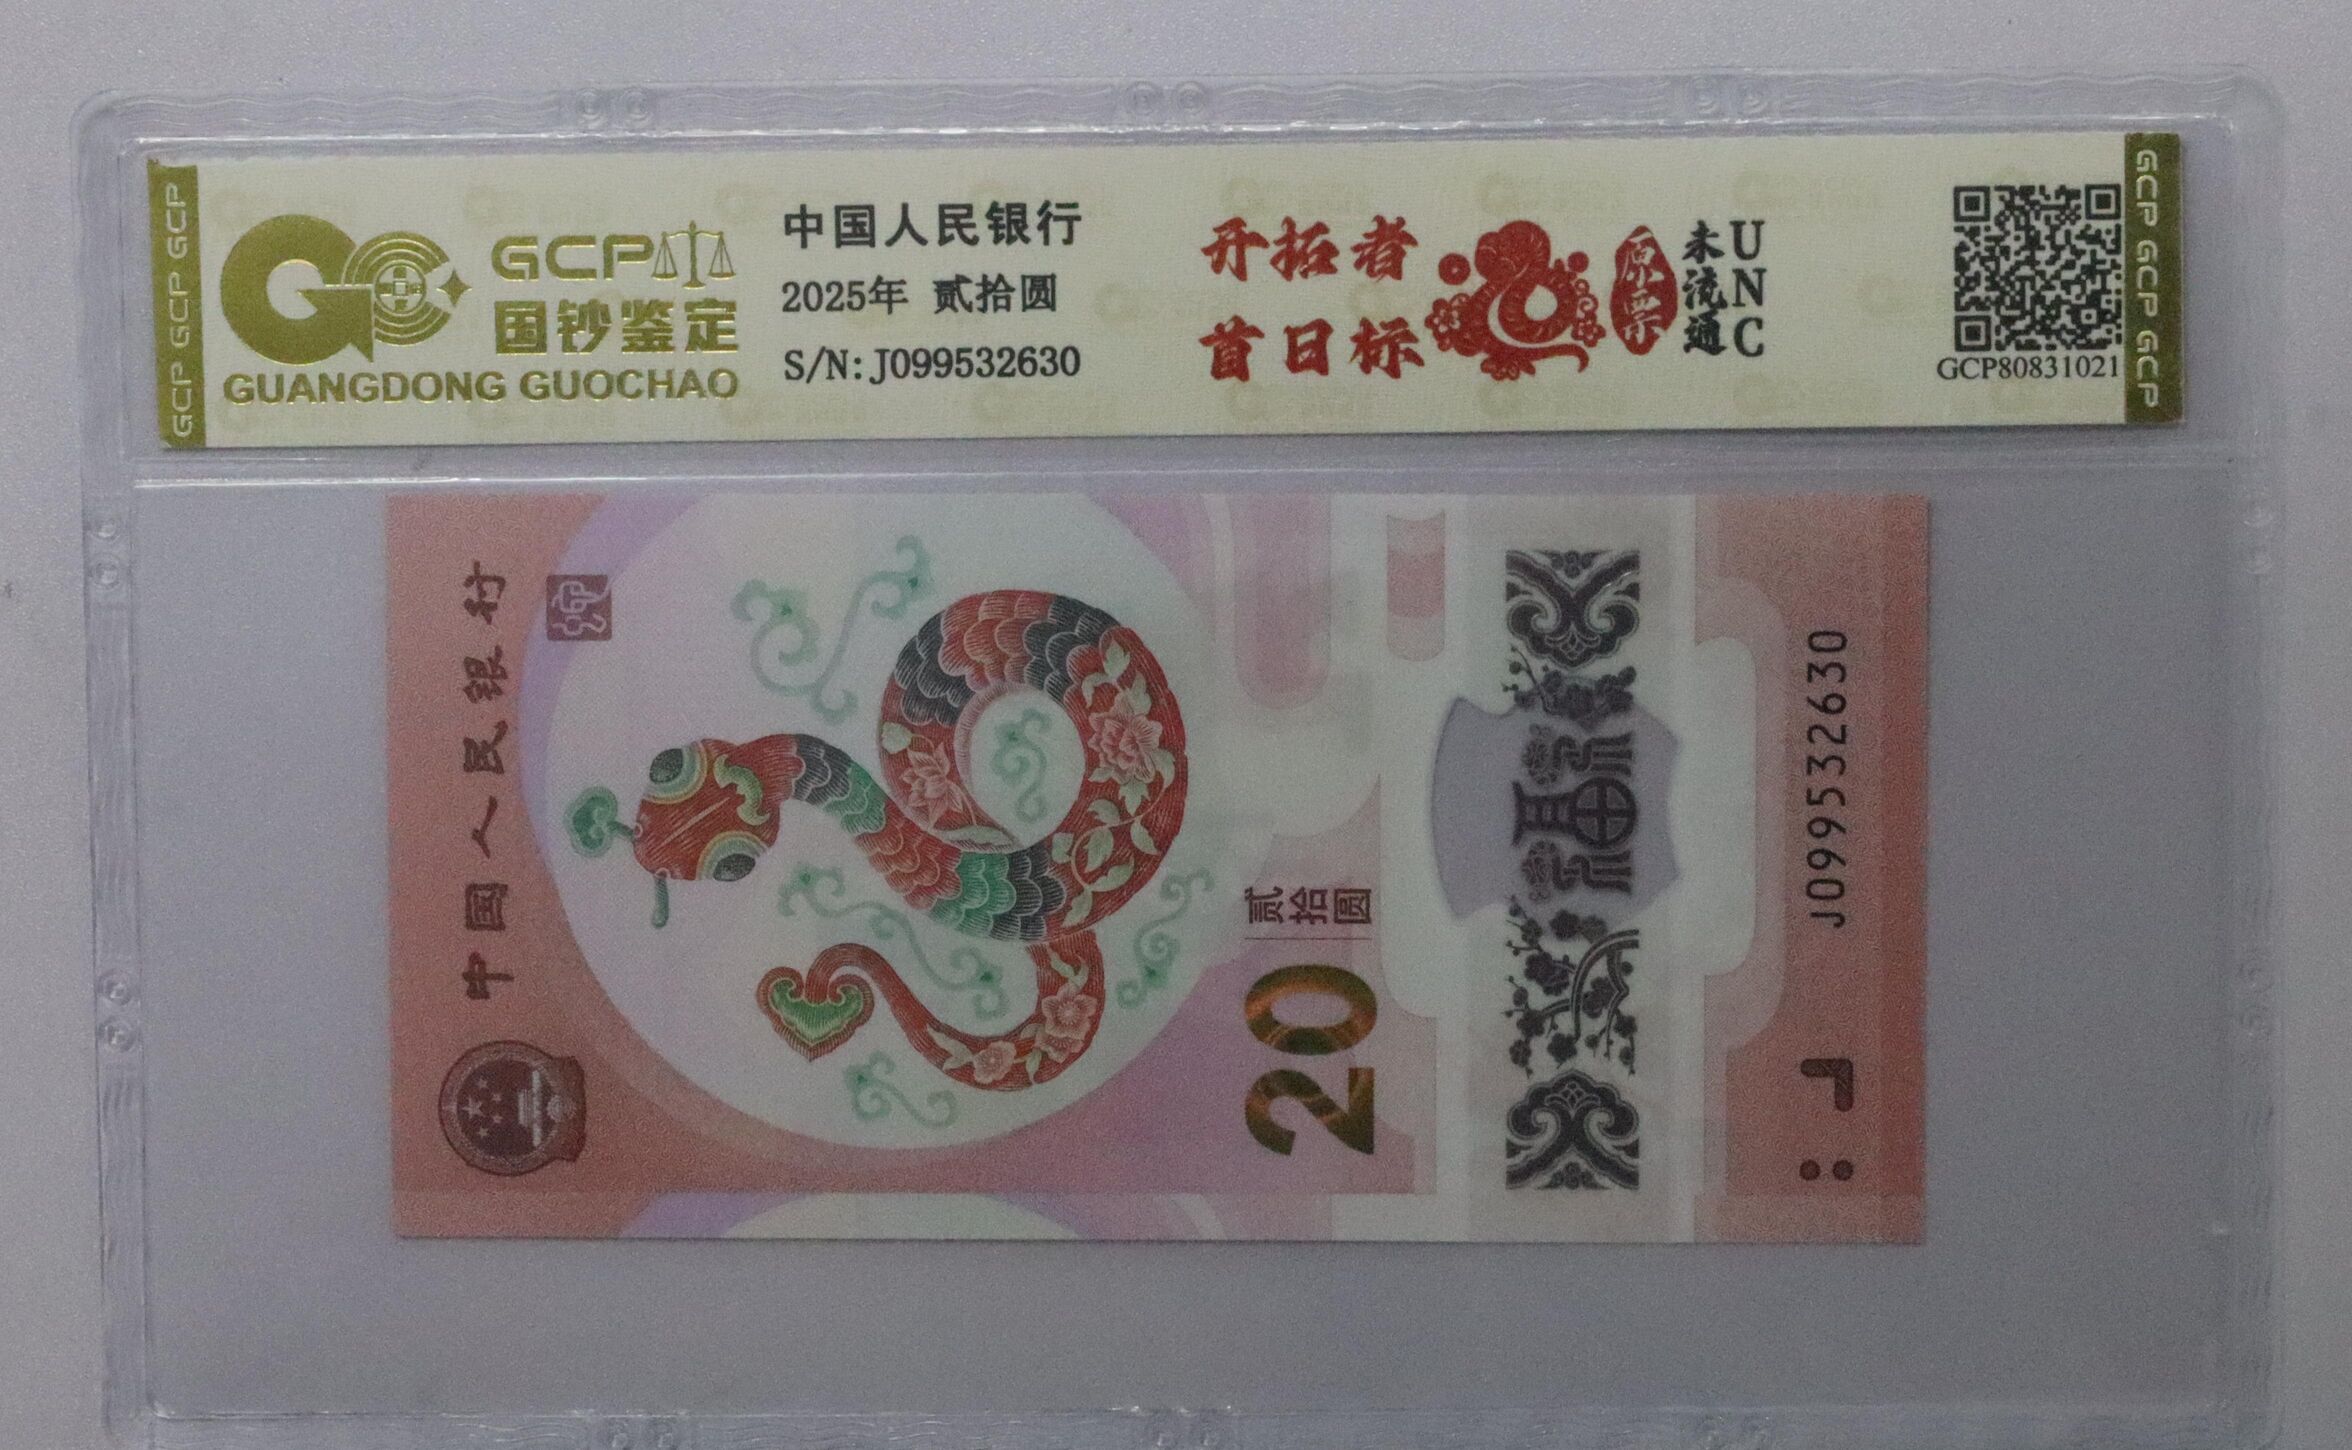 GCP GCP GCP
GCP
国钞鉴定
GUANGDONG GUOCHAO
中国人民银行
2025年 贰拾圆
S/N:J099532630
开拓者
首日标
原票
未流通
UNC
GCP80831021
GCP GCP GCP
中国人民银行
贰拾圆
20
福
J099532630